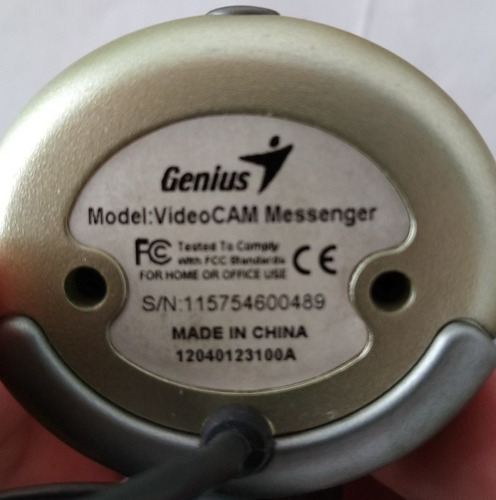 Genius
Model:VideoCAM Messenger
FC Tested To Comply
With FCC Standards CE
FOR HOME OR OFFICE USE
S/N:115754600489
MADE IN CHINA
12040123100A